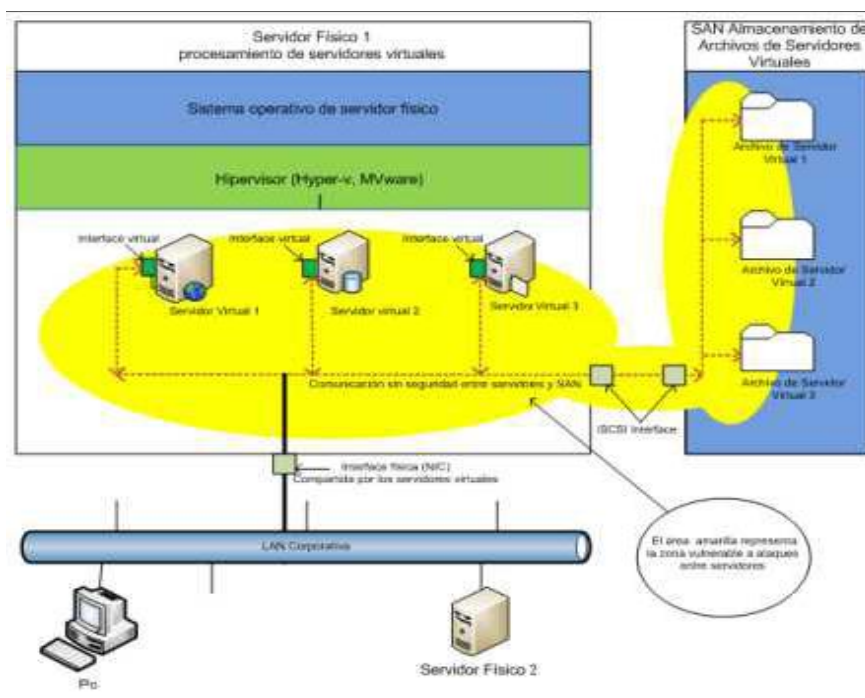 Servidor Físico 1
procesamiento de servidores virtuales
SAN Almacenamiento de
Archivos de Servidores
Virtuales
Sistema operativo de servidor físico
Hipervisor (Hyper-v, MVware)
Interface virtual
Interface virtual
Interface virtual
Servidor Virtual 1
Servidor virtual 2
Servidor Virtual 3
Archivo de Servidor
Virtual 1
Archivo de Servidor
Virtual 2
Archivo de Servidor
Virtual 3
Comunicación sin seguridad entre servidores y SAN
iSCSI Interface
Interface física (NIC)
Compartida por los servidores virtuales
LAN Corporativa
El área amarilla representa
la zona vulnerable a ataques
entre servidores
Pc
Servidor Físico 2